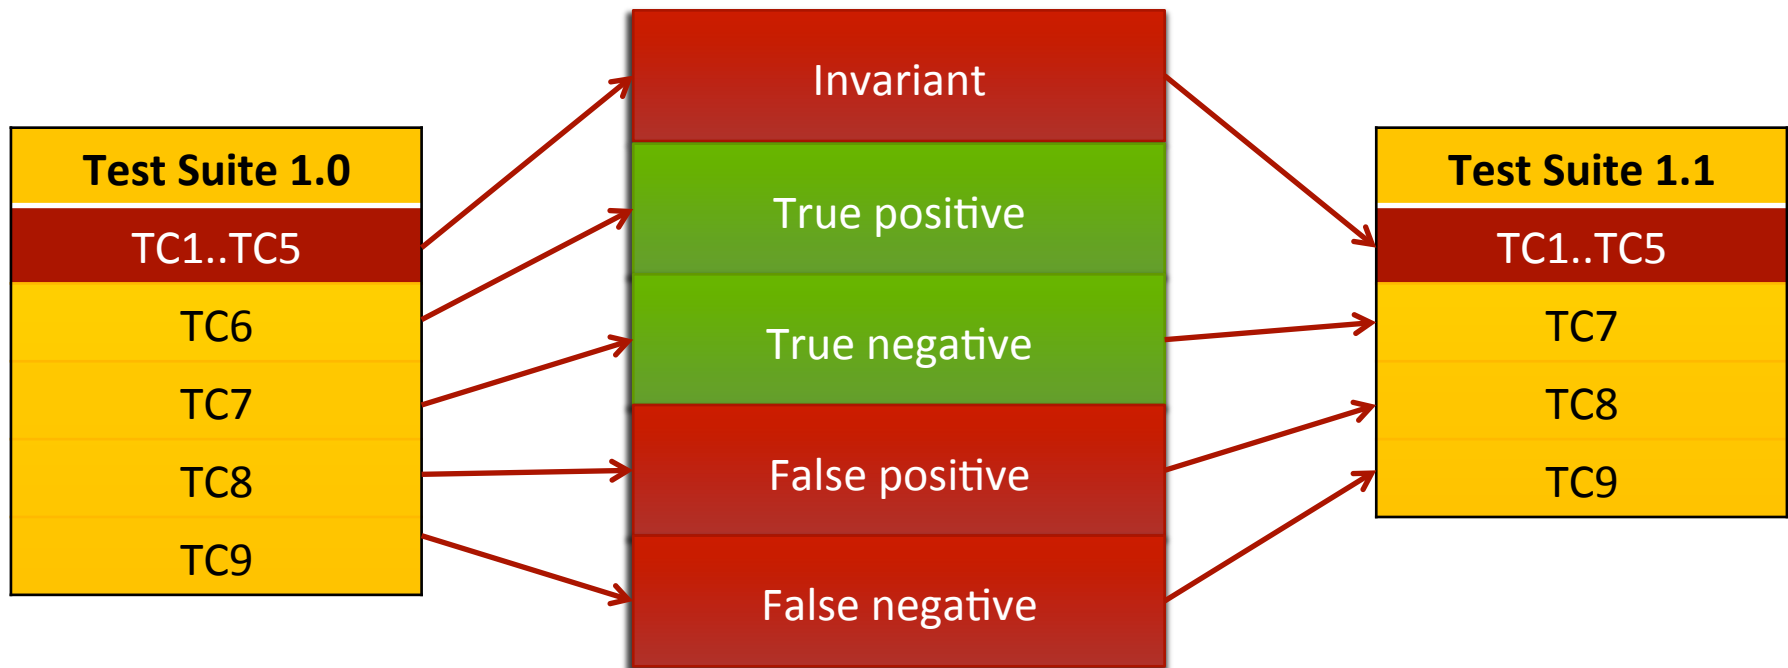 Test Suite 1.0
TC1..TC5
TC6
TC7
TC8
TC9
Invariant
True positive
True negative
False positive
False negative
Test Suite 1.1
TC1..TC5
TC7
TC8
TC9